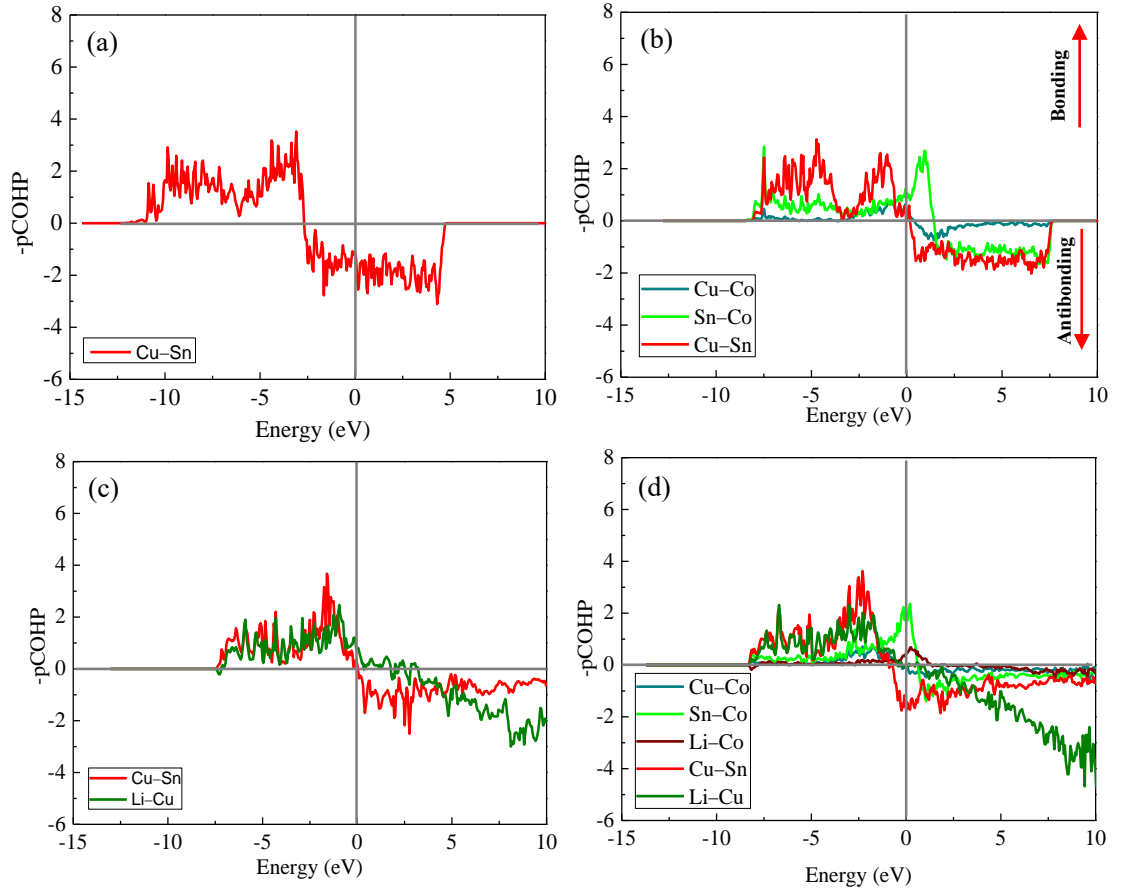 (a)
8
6
4
2
0
-2
-4
-6
-pCOHP
Cu–Sn
-15 -10 -5 0 5 10
Energy (eV)
(b)
8
6
4
2
0
-2
-4
-6
-pCOHP
Bonding
Antibonding
Cu–Co
Sn–Co
Cu–Sn
-15 -10 -5 0 5 10
Energy (eV)
(c)
8
6
4
2
0
-2
-4
-6
-pCOHP
Cu–Sn
Li–Cu
-15 -10 -5 0 5 10
Energy (eV)
(d)
8
6
4
2
0
-2
-4
-6
-pCOHP
Cu–Co
Sn–Co
Li–Co
Cu–Sn
Li–Cu
-15 -10 -5 0 5 10
Energy (eV)